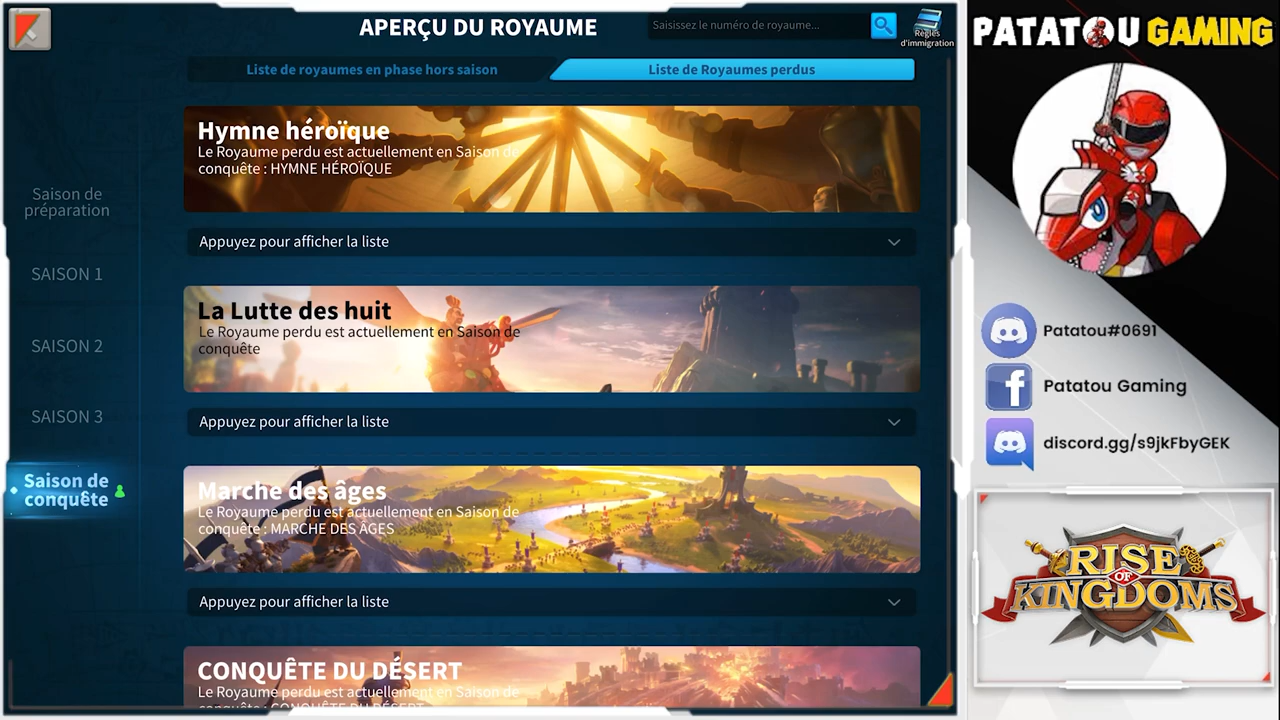 APERÇU DU ROYAUME
Saisissez le numéro de royaume...
Règles
d'immigration
Liste de royaumes en phase hors saison
Liste de Royaumes perdus
Saison de
préparation
SAISON 1
SAISON 2
SAISON 3
Saison de
conquête
Hymne héroïque
Le Royaume perdu est actuellement en Saison de
conquête : HYMNE HÉROÏQUE
Appuyez pour afficher la liste
La Lutte des huit
Le Royaume perdu est actuellement en Saison de
conquête
Appuyez pour afficher la liste
Marche des âges
Le Royaume perdu est actuellement en Saison de
conquête : MARCHE DES ÂGES
Appuyez pour afficher la liste
CONQUÊTE DU DÉSERT
Le Royaume perdu est actuellement en Saison de
conquête : CONQUÊTE DU DÉSERT
PATATOU GAMING
Patatou#0691
Patatou Gaming
discord.gg/s9jkFbyGEK
RISE
OF
KINGDOMS